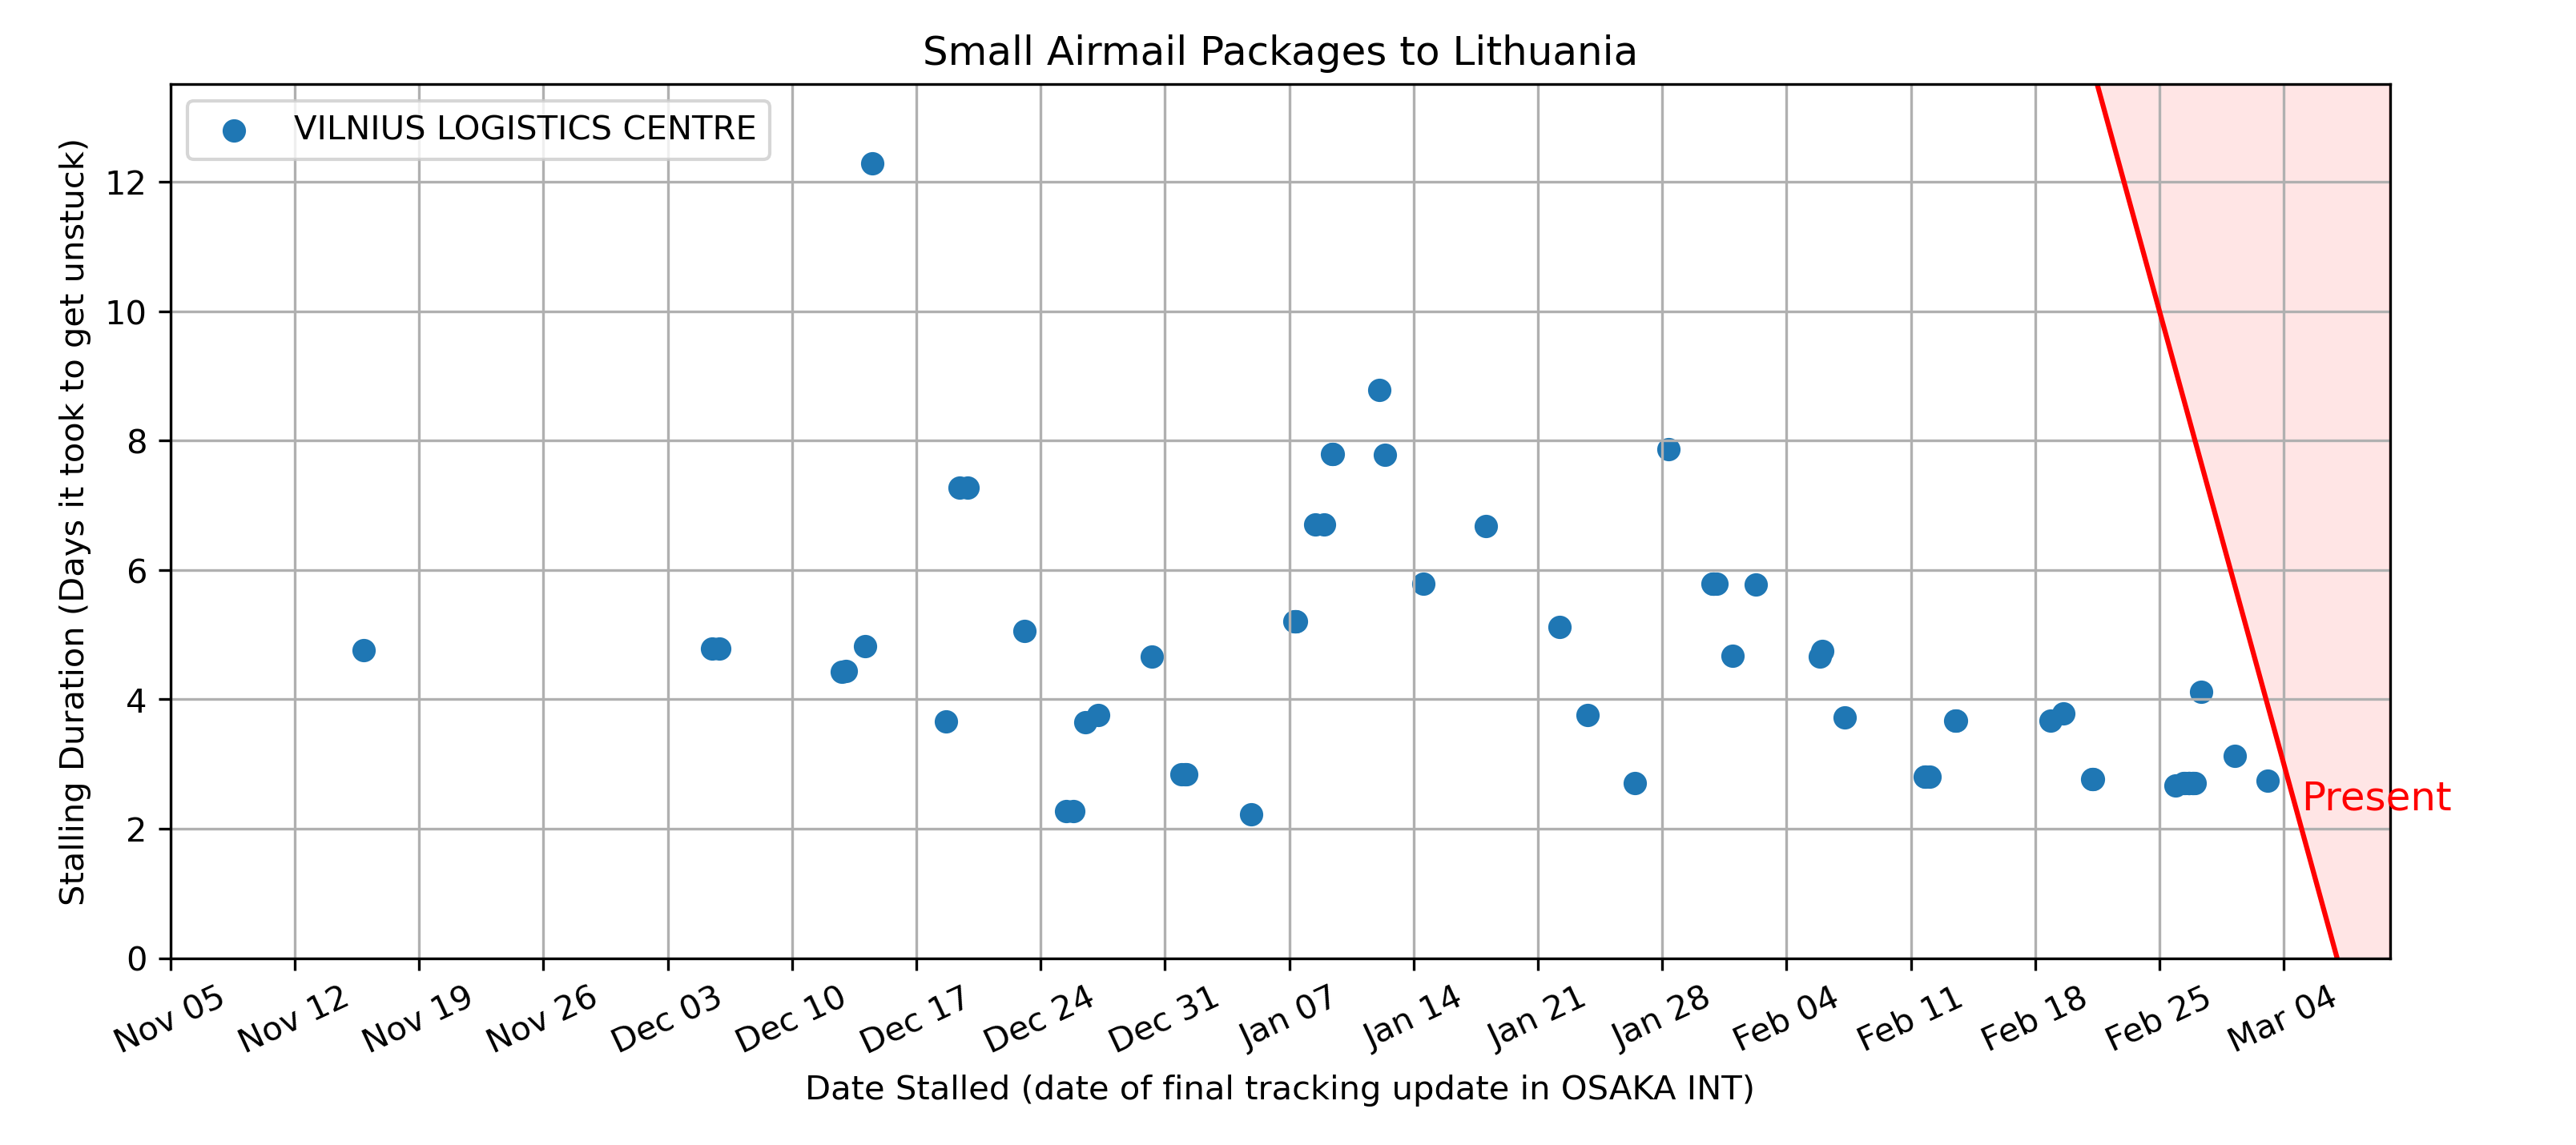 Small Airmail Packages to Lithuania
VILNIUS LOGISTICS CENTRE
Stalling Duration (Days it took to get unstuck)
12
10
8
6
4
2
0
Present
Nov 05
Nov 12
Nov 19
Nov 26
Dec 03
Dec 10
Dec 17
Dec 24
Dec 31
Jan 07
Jan 14
Jan 21
Jan 28
Feb 04
Feb 11
Feb 18
Feb 25
Mar 04
Date Stalled (date of final tracking update in OSAKA INT)